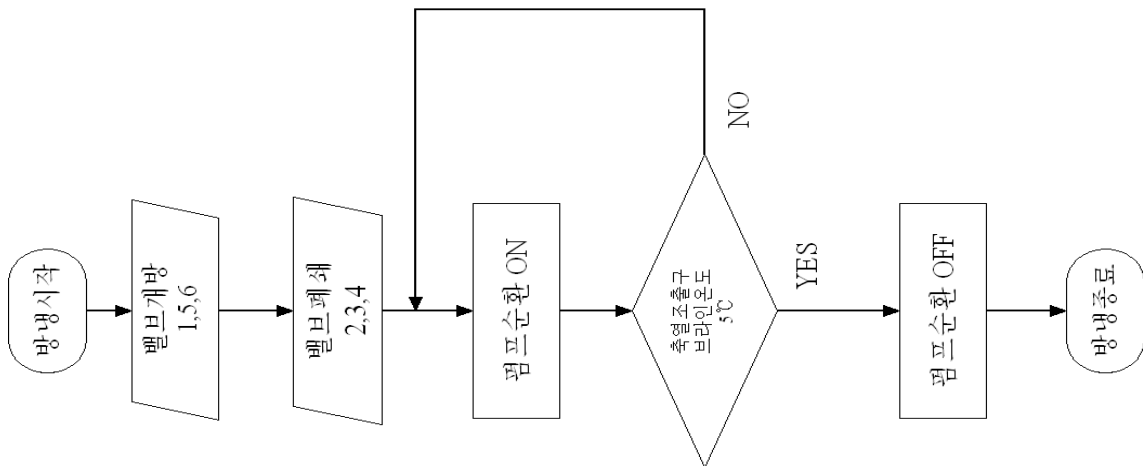 방냉시작
밸브개방
1,5,6
밸브폐쇄
2,3,4
펌프순환 ON
축열조출구
브라인온도
5℃
NO
YES
펌프순환 OFF
방냉종료